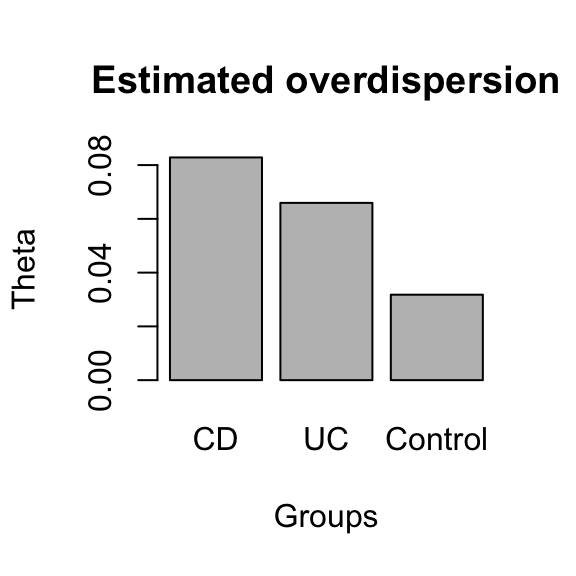 Estimated overdispersion
Theta
0.08
0.04
0.00
CD UC Control
Groups